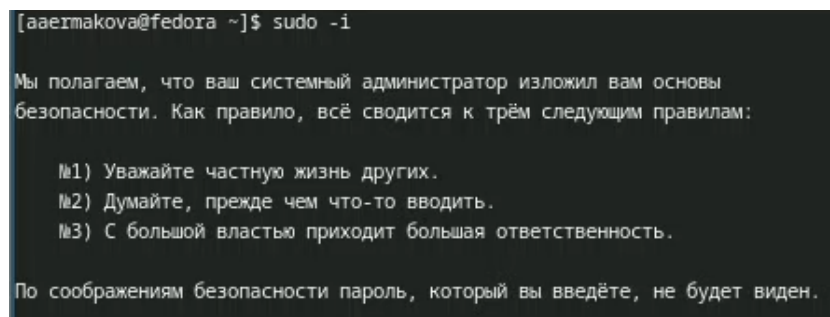 [aaermakova@fedora ~]$ sudo -i
Мы полагаем, что ваш системный администратор изложил вам основы
безопасности. Как правило, всё сводится к трём следующим правилам:
№1) Уважайте частную жизнь других.
№2) Думайте, прежде чем что-то вводить.
№3) С большой властью приходит большая ответственность.
По соображениям безопасности пароль, который вы введёте, не будет виден.